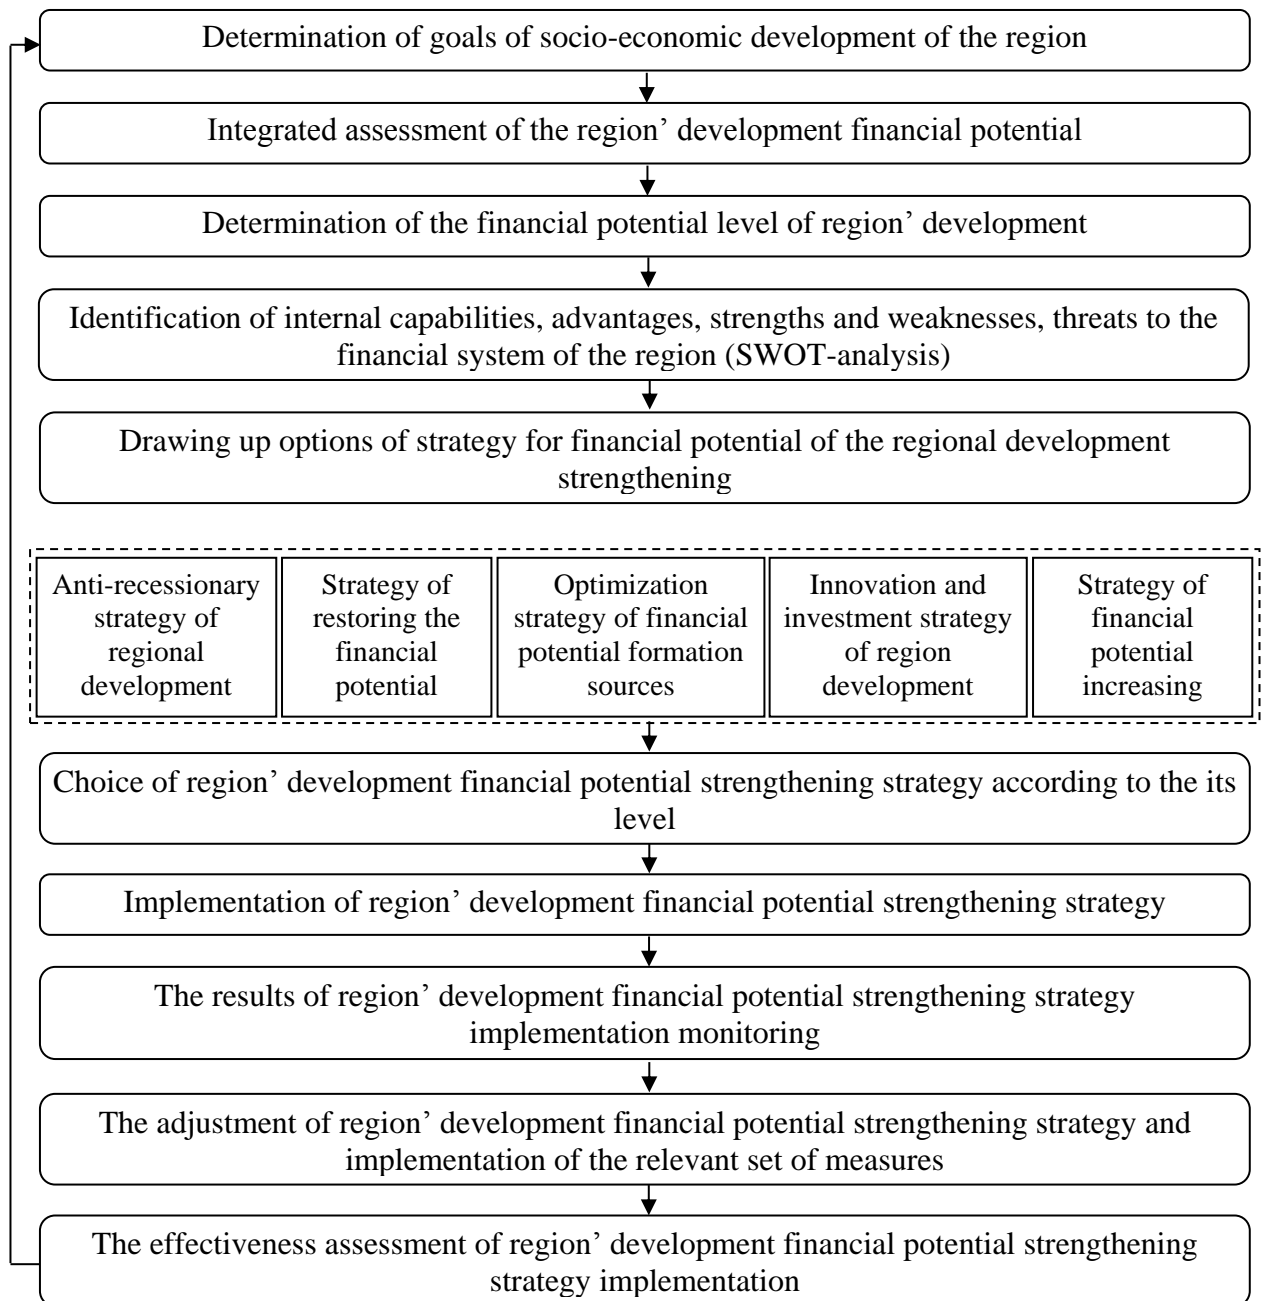 Determination of goals of socio-economic development of the region
Integrated assessment of the region’ development financial potential
Determination of the financial potential level of region’ development
Identification of internal capabilities, advantages, strengths and weaknesses, threats to the
financial system of the region (SWOT-analysis)
Drawing up options of strategy for financial potential of the regional development
strengthening
Anti-recessionary
strategy of
regional
development
Strategy of
restoring the
financial
potential
Optimization
strategy of financial
potential formation
sources
Innovation and
investment strategy
of region
development
Strategy of
financial
potential
increasing
Choice of region’ development financial potential strengthening strategy according to the its
level
Implementation of region’ development financial potential strengthening strategy
The results of region’ development financial potential strengthening strategy
implementation monitoring
The adjustment of region’ development financial potential strengthening strategy and
implementation of the relevant set of measures
The effectiveness assessment of region’ development financial potential strengthening
strategy implementation